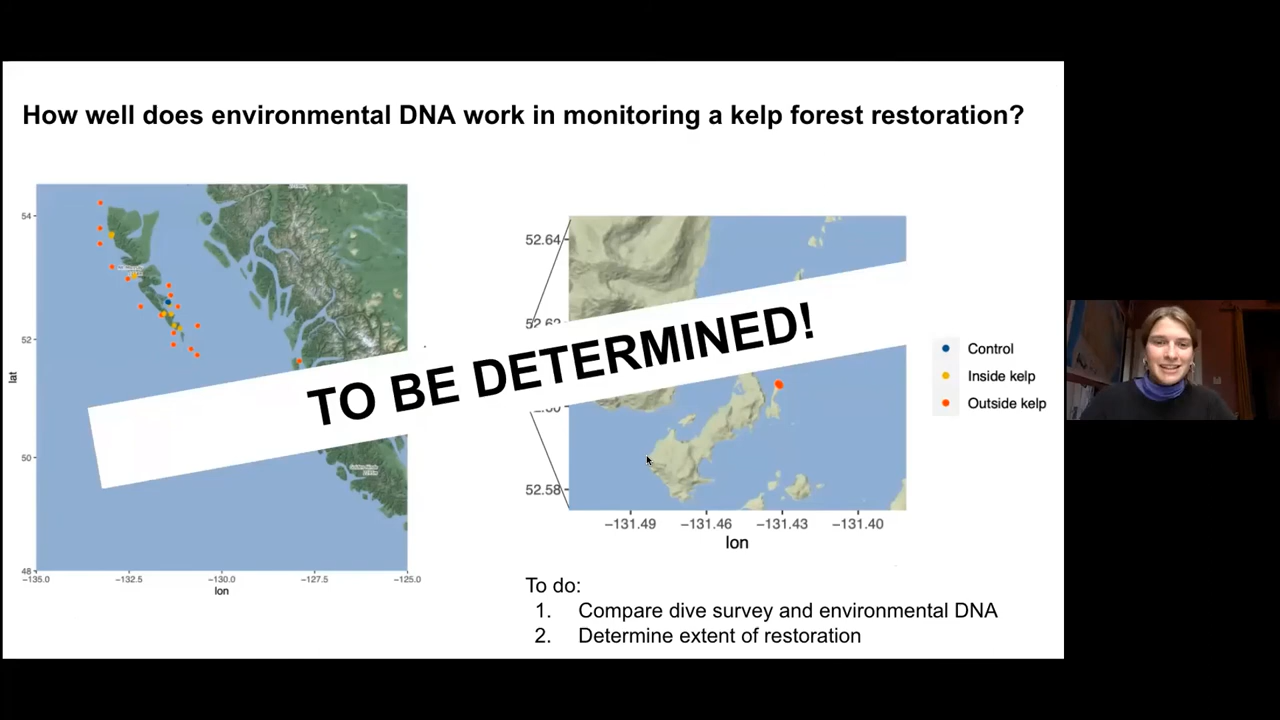 How well does environmental DNA work in monitoring a kelp forest restoration?
54
52
50
48
lat
-135.0
-132.5
-130.0
-127.5
-125.0
lon
TO BE DETERMINED!
52.64
52.58
-131.49
-131.46
-131.43
-131.40
lon
Control
Inside kelp
Outside kelp
To do:
1. Compare dive survey and environmental DNA
2. Determine extent of restoration